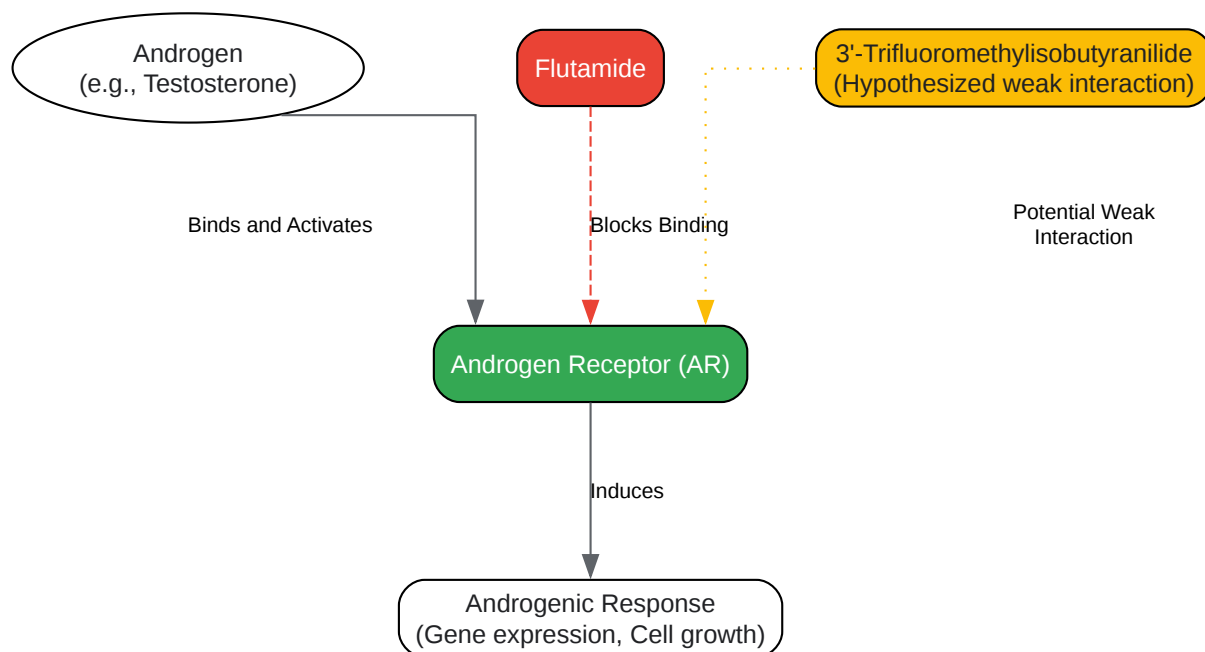 Androgen
(e.g., Testosterone)
Flutamide
3'-Trifluoromethylisobutyranilide
(Hypothesized weak interaction)
Binds and Activates
Blocks Binding
Potential Weak
Interaction
Androgen Receptor (AR)
Induces
Androgenic Response
(Gene expression, Cell growth)